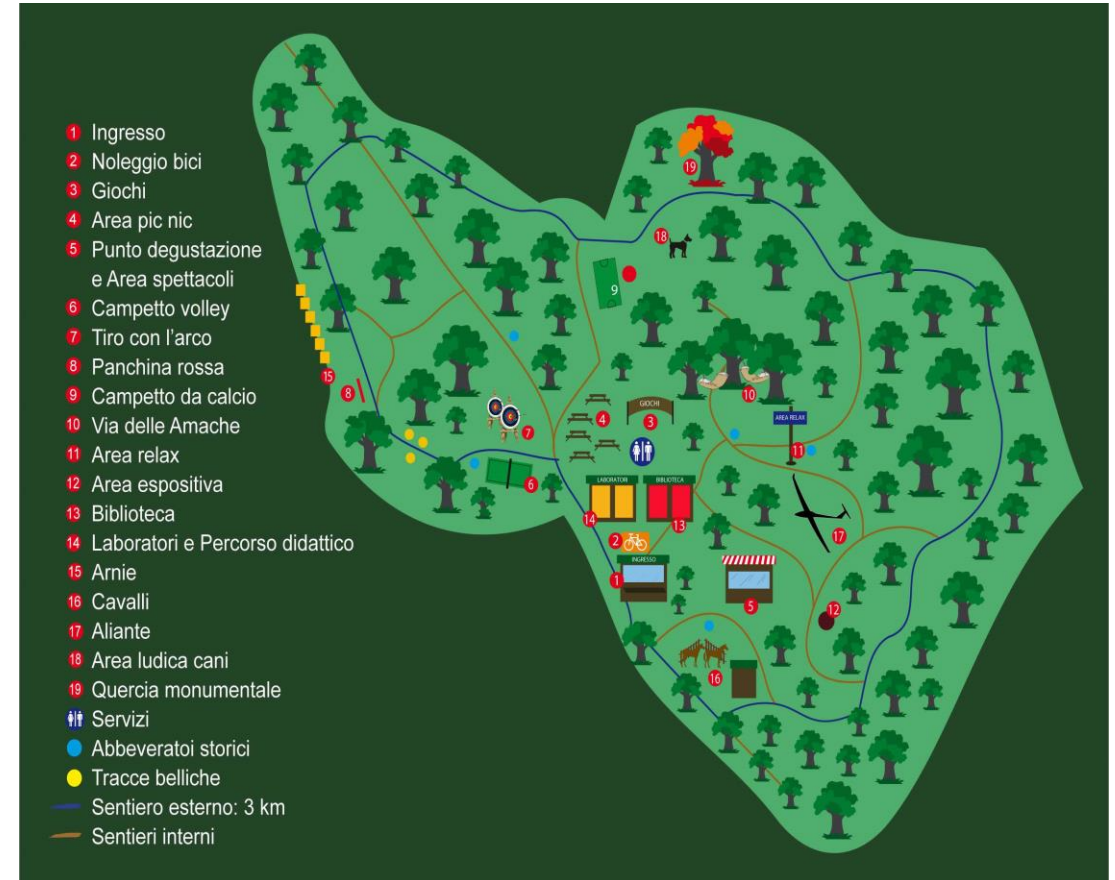 1 Ingresso
2 Noleggio bici
3 Giochi
4 Area pic nic
5 Punto degustazione
e Area spettacoli
6 Campetto volley
7 Tiro con l'arco
8 Panchina rossa
9 Campetto da calcio
10 Via delle Amache
11 Area relax
12 Area espositiva
13 Biblioteca
14 Laboratori e Percorso didattico
15 Arnie
16 Cavalli
17 Aliante
18 Area ludica cani
19 Quercia monumentale
Servizi
Abbeveratoi storici
Tracce belliche
Sentiero esterno: 3 km
Sentieri interni
19
18
9
15
8
10
4
GIOCHI
3
AREA RELAX
11
7
6
LABORATORI
14
BIBLIOTECA
13
17
2
INGRESSO
1
5
12
16